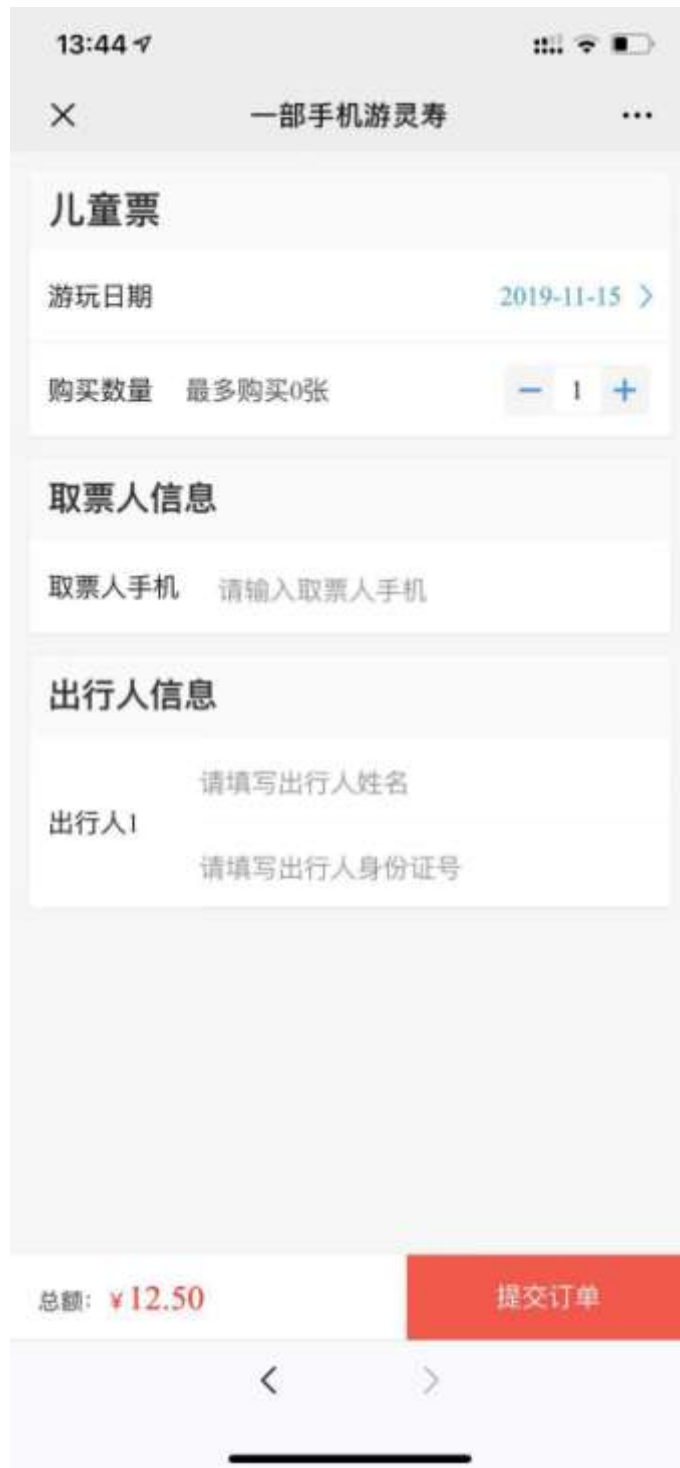 13:44
一部手机游灵寿
儿童票
游玩日期 2019-11-15
购买数量 最多购买0张 1
取票人信息
取票人手机 请输入取票人手机
出行人信息
请填写出行人姓名
出行人1
请填写出行人身份证号
总额: ¥12.50 提交订单